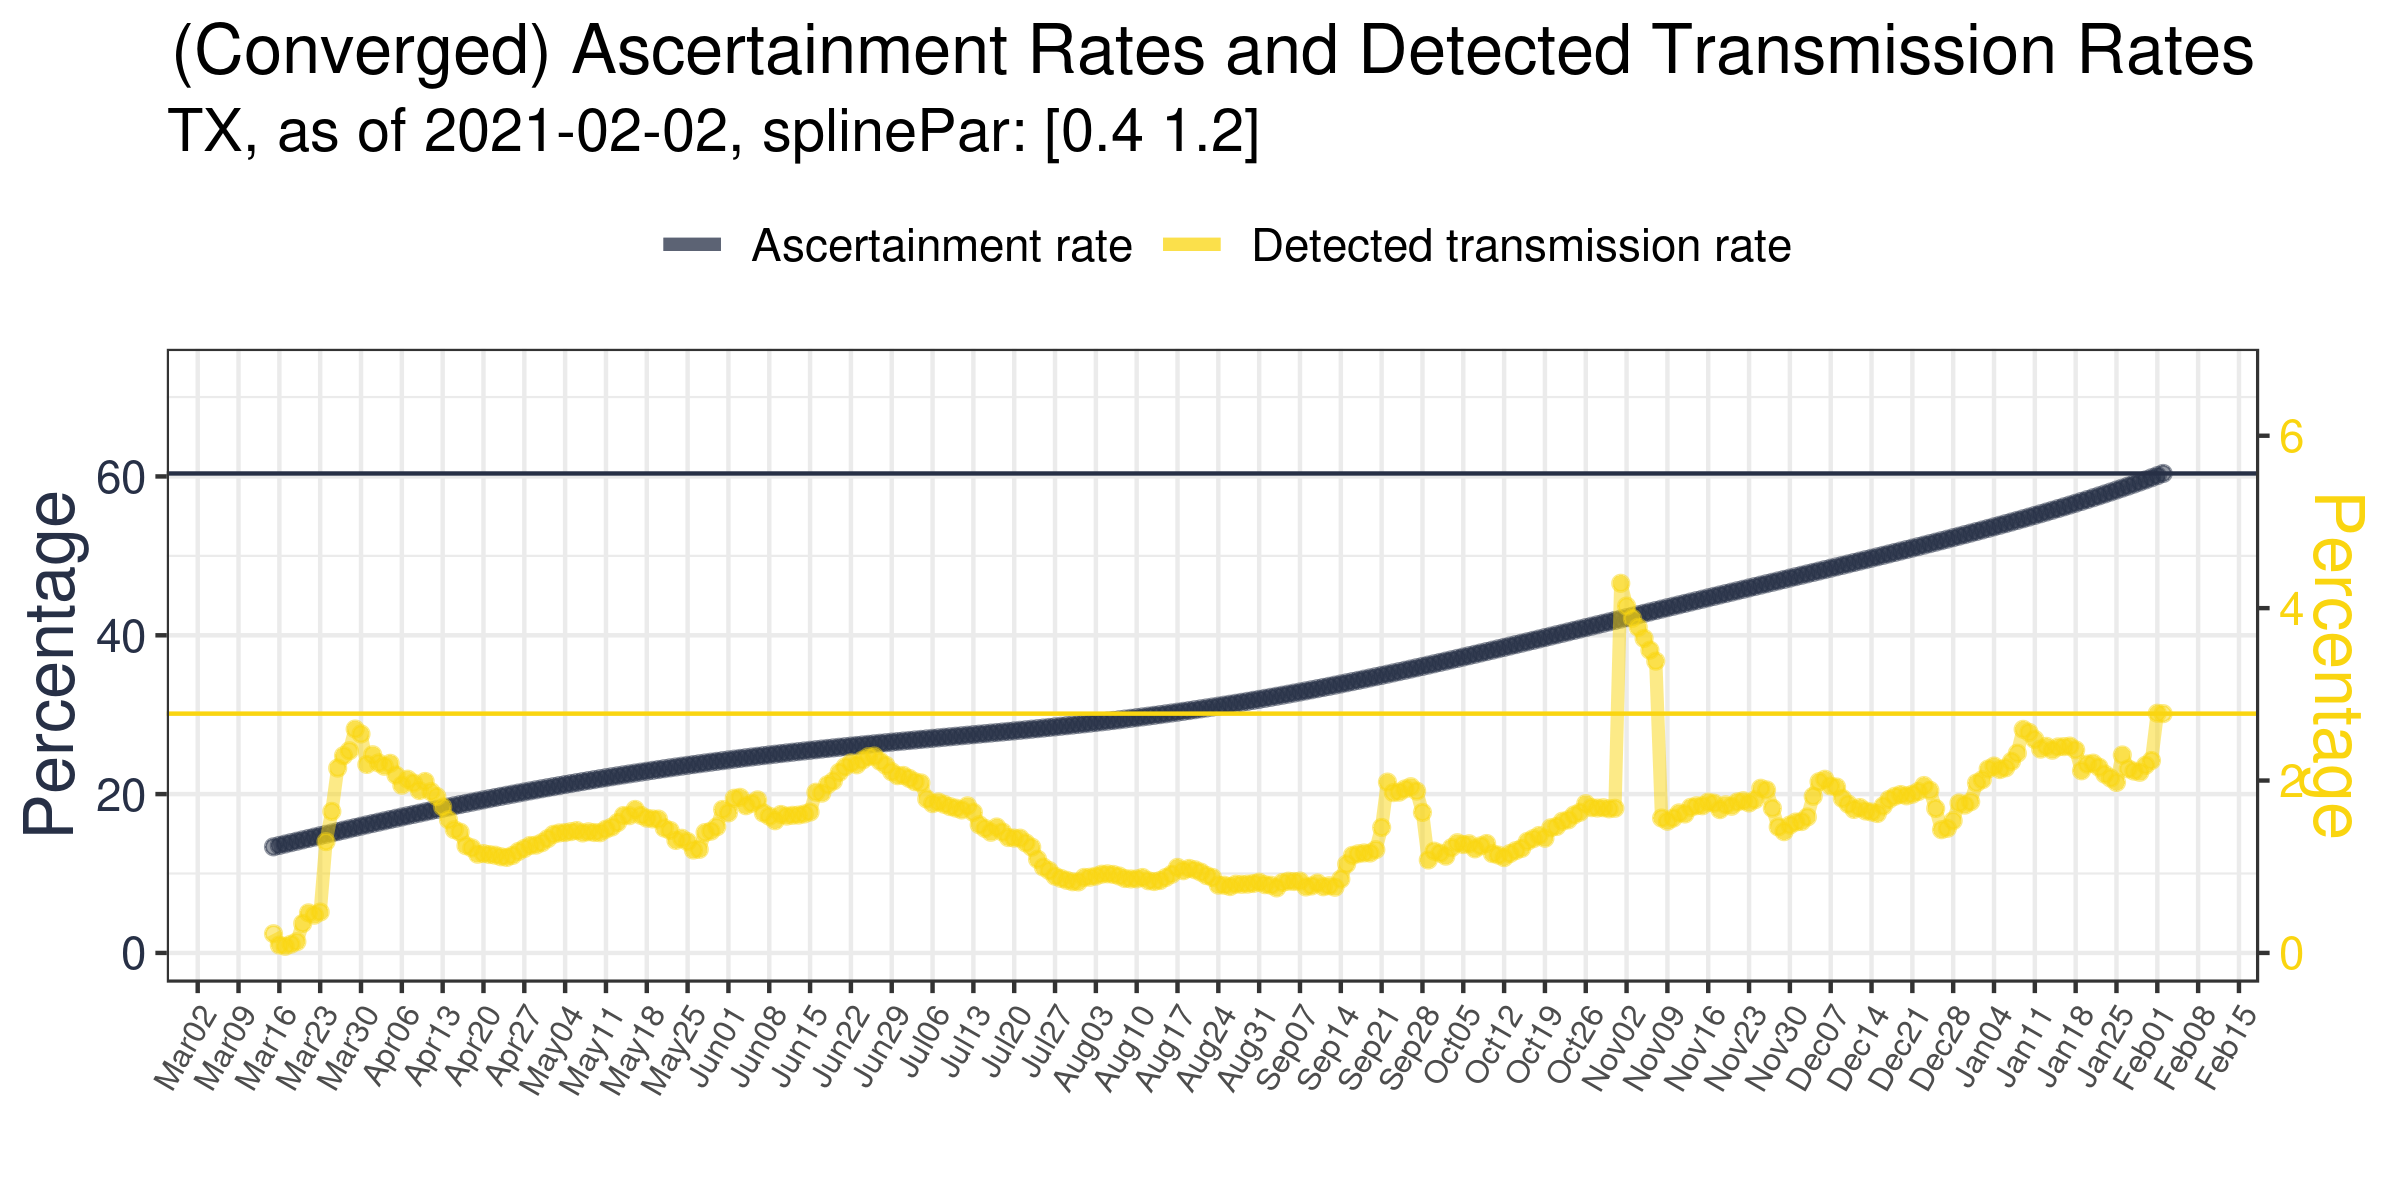 (Converged) Ascertainment Rates and Detected Transmission Rates
TX, as of 2021-02-02, splinePar: [0.4 1.2]
Ascertainment rate Detected transmission rate
Percentage
60
40
20
0
6
4
2
0
Percentage
Mar02 Mar09 Mar16 Mar23 Mar30 Apr06 Apr13 Apr20 Apr27 May04 May11 May18 May25 Jun01 Jun08 Jun15 Jun22 Jun29 Jul06 Jul13 Jul20 Jul27 Aug03 Aug10 Aug17 Aug24 Aug31 Sep07 Sep14 Sep21 Sep28 Oct05 Oct12 Oct19 Oct26 Nov02 Nov09 Nov16 Nov23 Nov30 Dec07 Dec14 Dec21 Dec28 Jan04 Jan11 Jan18 Jan25 Feb01 Feb08 Feb15